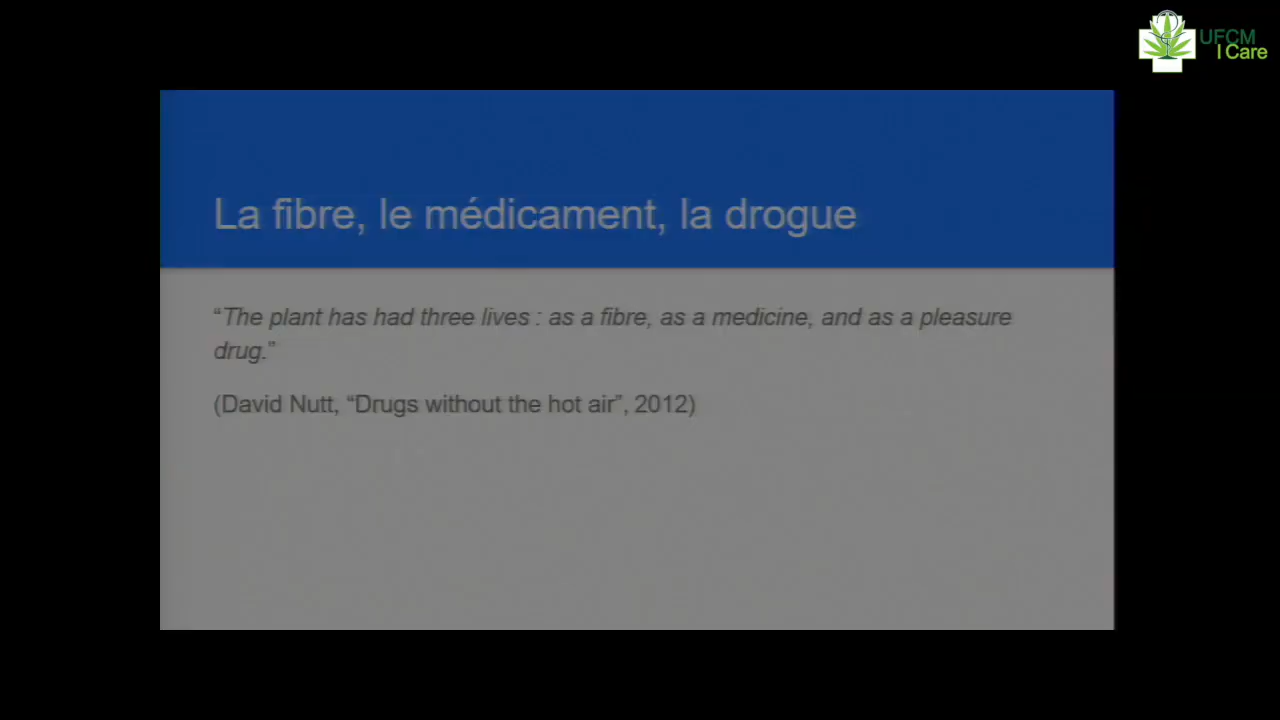 UFCM
I Care
La fibre, le médicament, la drogue
“The plant has had three lives : as a fibre, as a medicine, and as a pleasure
drug.”
(David Nutt, “Drugs without the hot air”, 2012)